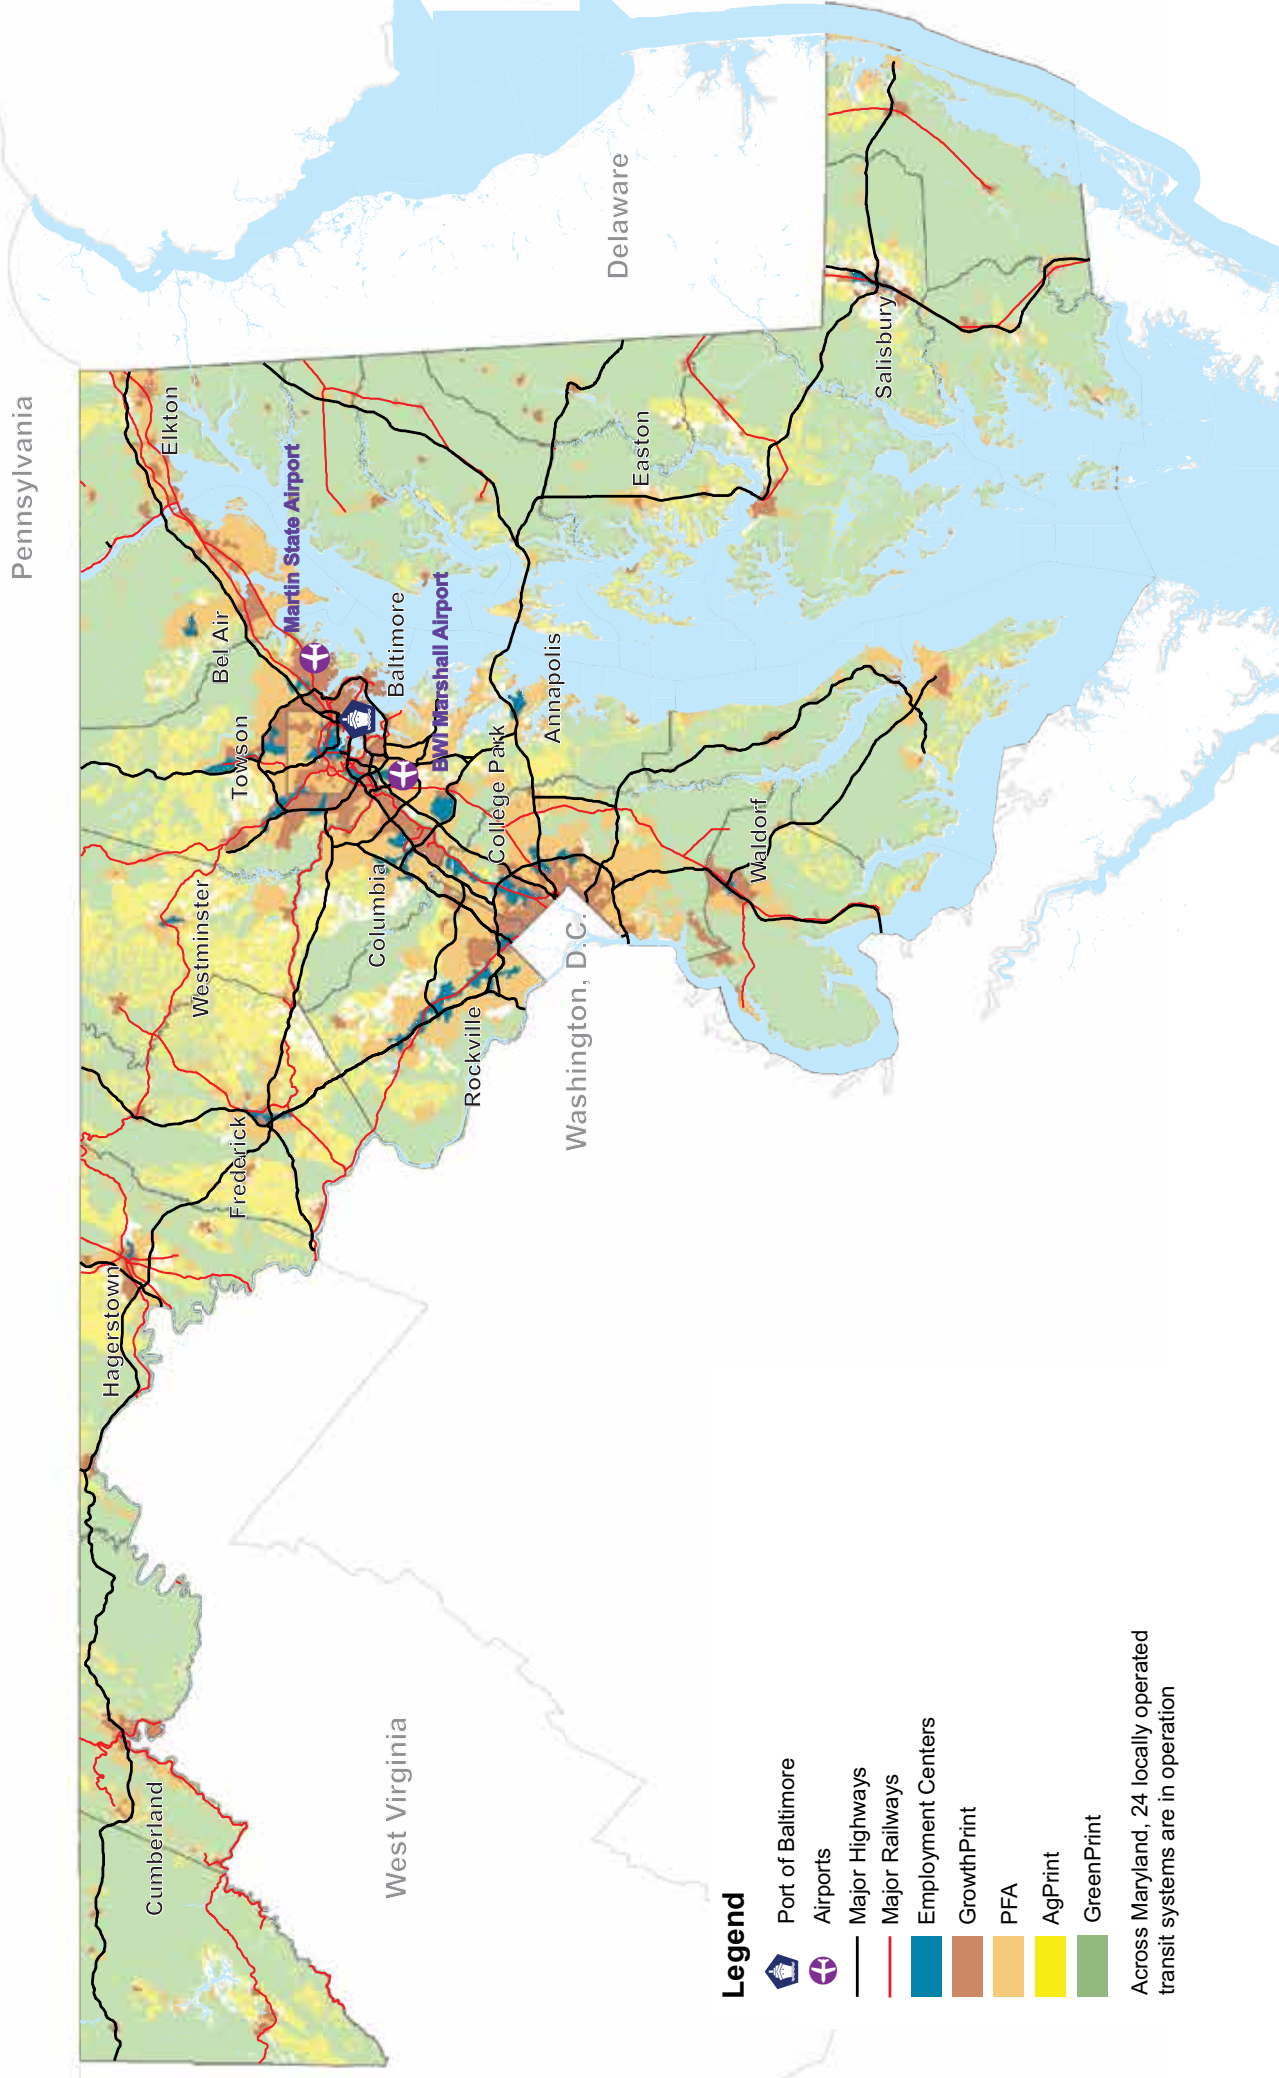 Pennsylvania
Delaware
West Virginia
Washington, D.C.
Cumberland
Hagerstown
Frederick
Westminster
Towson
Bel Air
Elkton
Martin State Airport
Baltimore
BWI Marshall Airport
Columbia
Rockville
College Park
Annapolis
Easton
Waldorf
Salisbury
Legend
Port of Baltimore
Airports
Major Highways
Major Railways
Employment Centers
GrowthPrint
PFA
AgPrint
GreenPrint
Across Maryland, 24 locally operated
transit systems are in operation